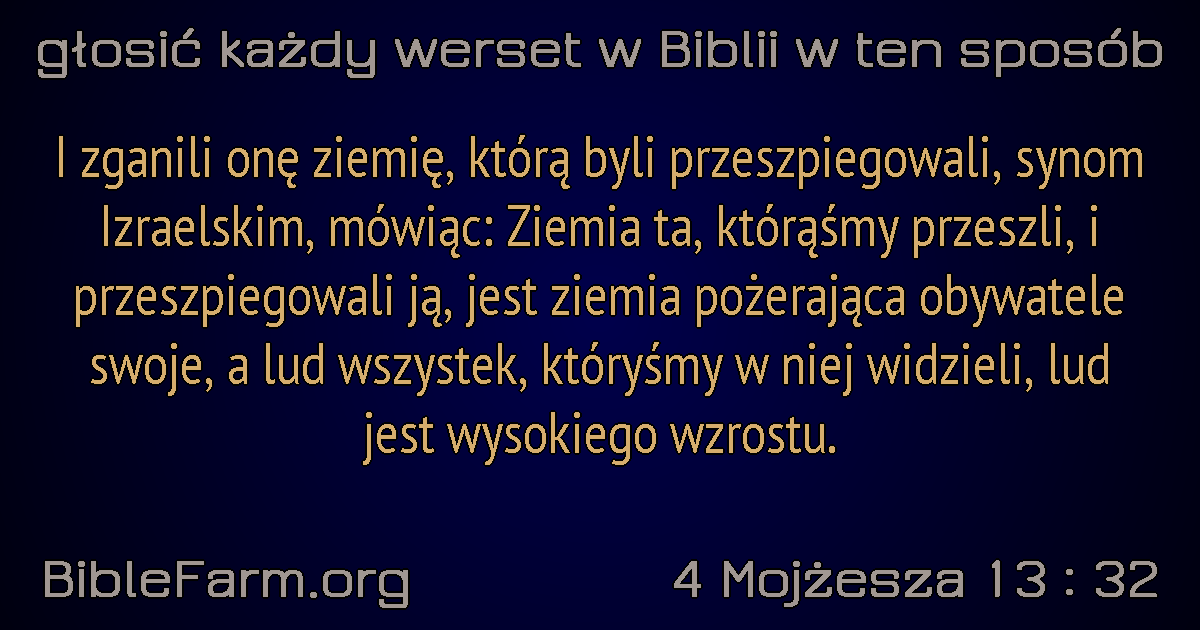 głosić każdy werset w Biblii w ten sposób
I zganili onę ziemię, którą byli przeszpiegowali, synom
Izraelskim, mówiąc: Ziemia ta, którąśmy przeszli, i
przeszpiegowali ją, jest ziemia pożerająca obywatele
swoje, a lud wszystek, któryśmy w niej widzieli, lud
jest wysokiego wzrostu.
BibleFarm.org
4 Mojżesza 13 : 32